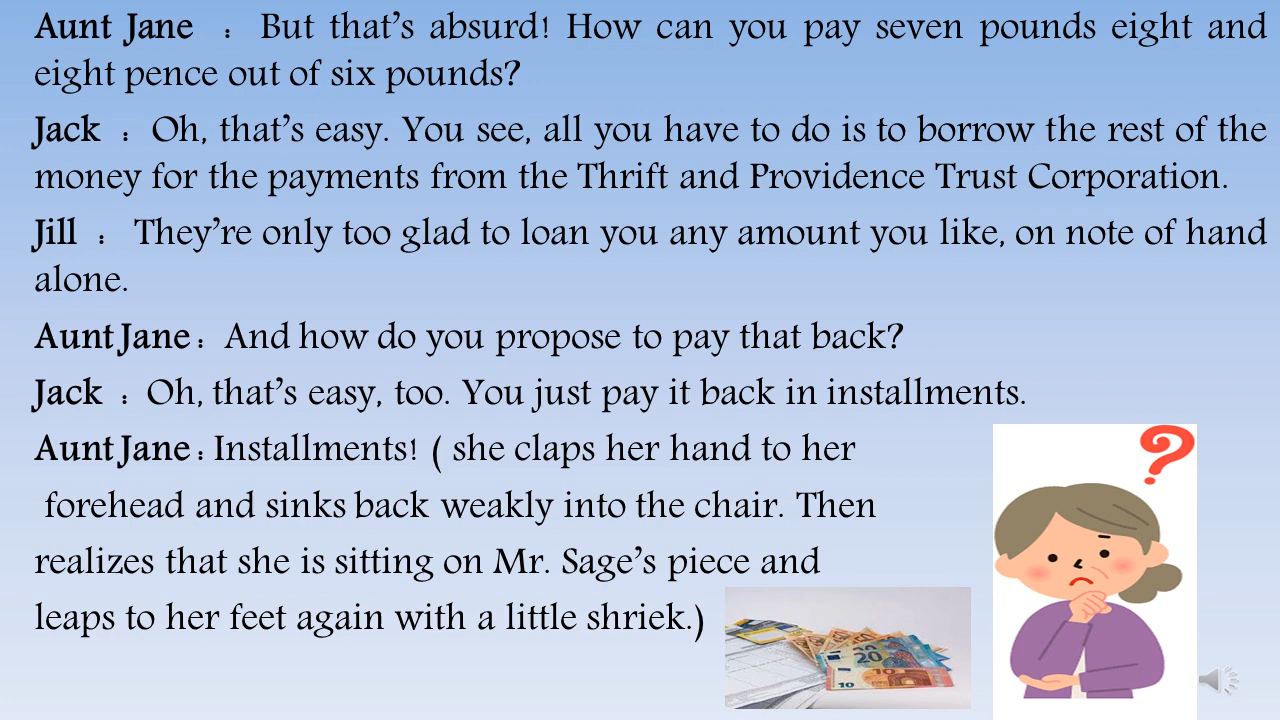 Aunt Jane : But that’s absurd! How can you pay seven pounds eight and
eight pence out of six pounds?
Jack : Oh, that’s easy. You see, all you have to do is to borrow the rest of the
money for the payments from the Thrift and Providence Trust Corporation.
Jill : They’re only too glad to loan you any amount you like, on note of hand
alone.
Aunt Jane : And how do you propose to pay that back?
Jack : Oh, that’s easy, too. You just pay it back in installments.
Aunt Jane : Installments! ( she claps her hand to her
forehead and sinks back weakly into the chair. Then
realizes that she is sitting on Mr. Sage’s piece and
leaps to her feet again with a little shriek.)
?
20
10